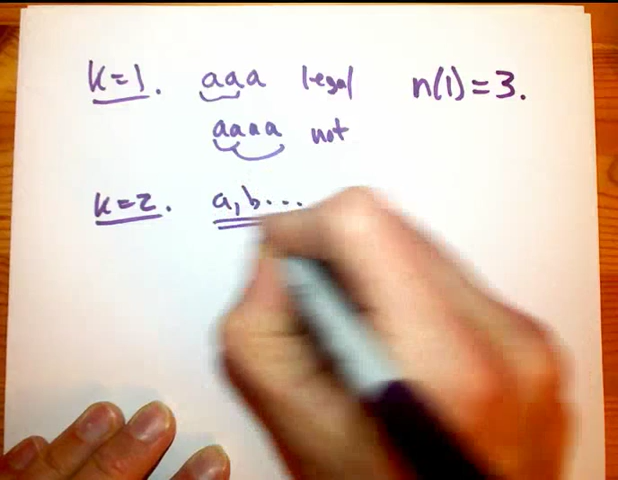 k=1. aaa legal n(1)=3.
aaaa not
k=2. a,b...